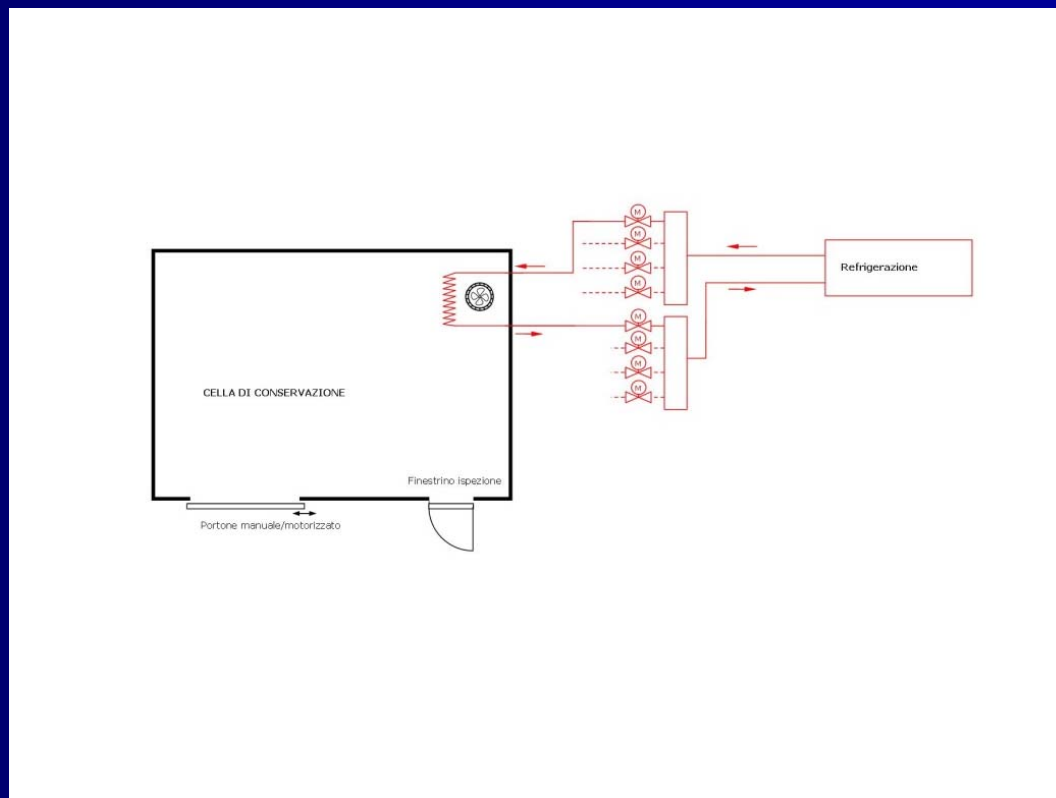 M
M
M
M
Refrigerazione
M
M
M
M
CELLA DI CONSERVAZIONE
Finestrino ispezione
Portone manuale/motorizzato